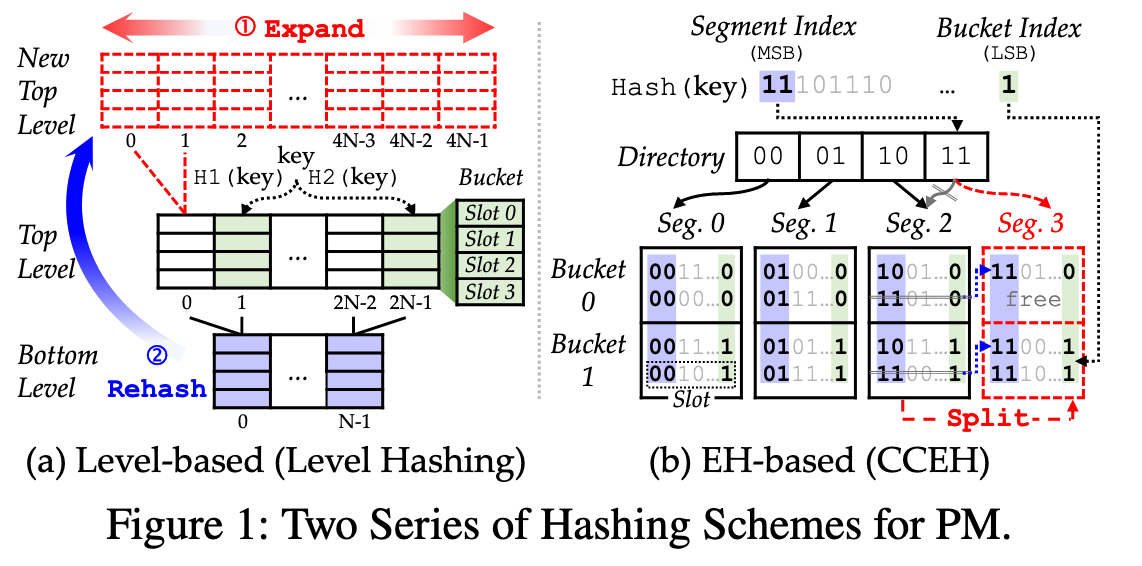 ① Expand
New
Top
Level
...
0 1 2 4N-3 4N-2 4N-1
key
H1(key) H2(key)
Bucket
Slot 0
Slot 1
Slot 2
Slot 3
Top
Level
...
0 1 2N-2 2N-1
②
Rehash
Bottom
Level
...
0 N-1
(a) Level-based (Level Hashing)
Segment Index
(MSB)
Bucket Index
(LSB)
Hash(key) 11101110 ... 1
Directory 00 01 10 11
Seg. 0 Seg. 1 Seg. 2 Seg. 3
Bucket
0
0011...0 0100...0 1001...0 1101...0
0000...0 0111...0 1101...0 free
Bucket
1
0011...1 0101...1 1011...1 1100...1
0010...1 0111...1 1100...1 1110...1
Slot
Split
(b) EH-based (CCEH)
Figure 1: Two Series of Hashing Schemes for PM.